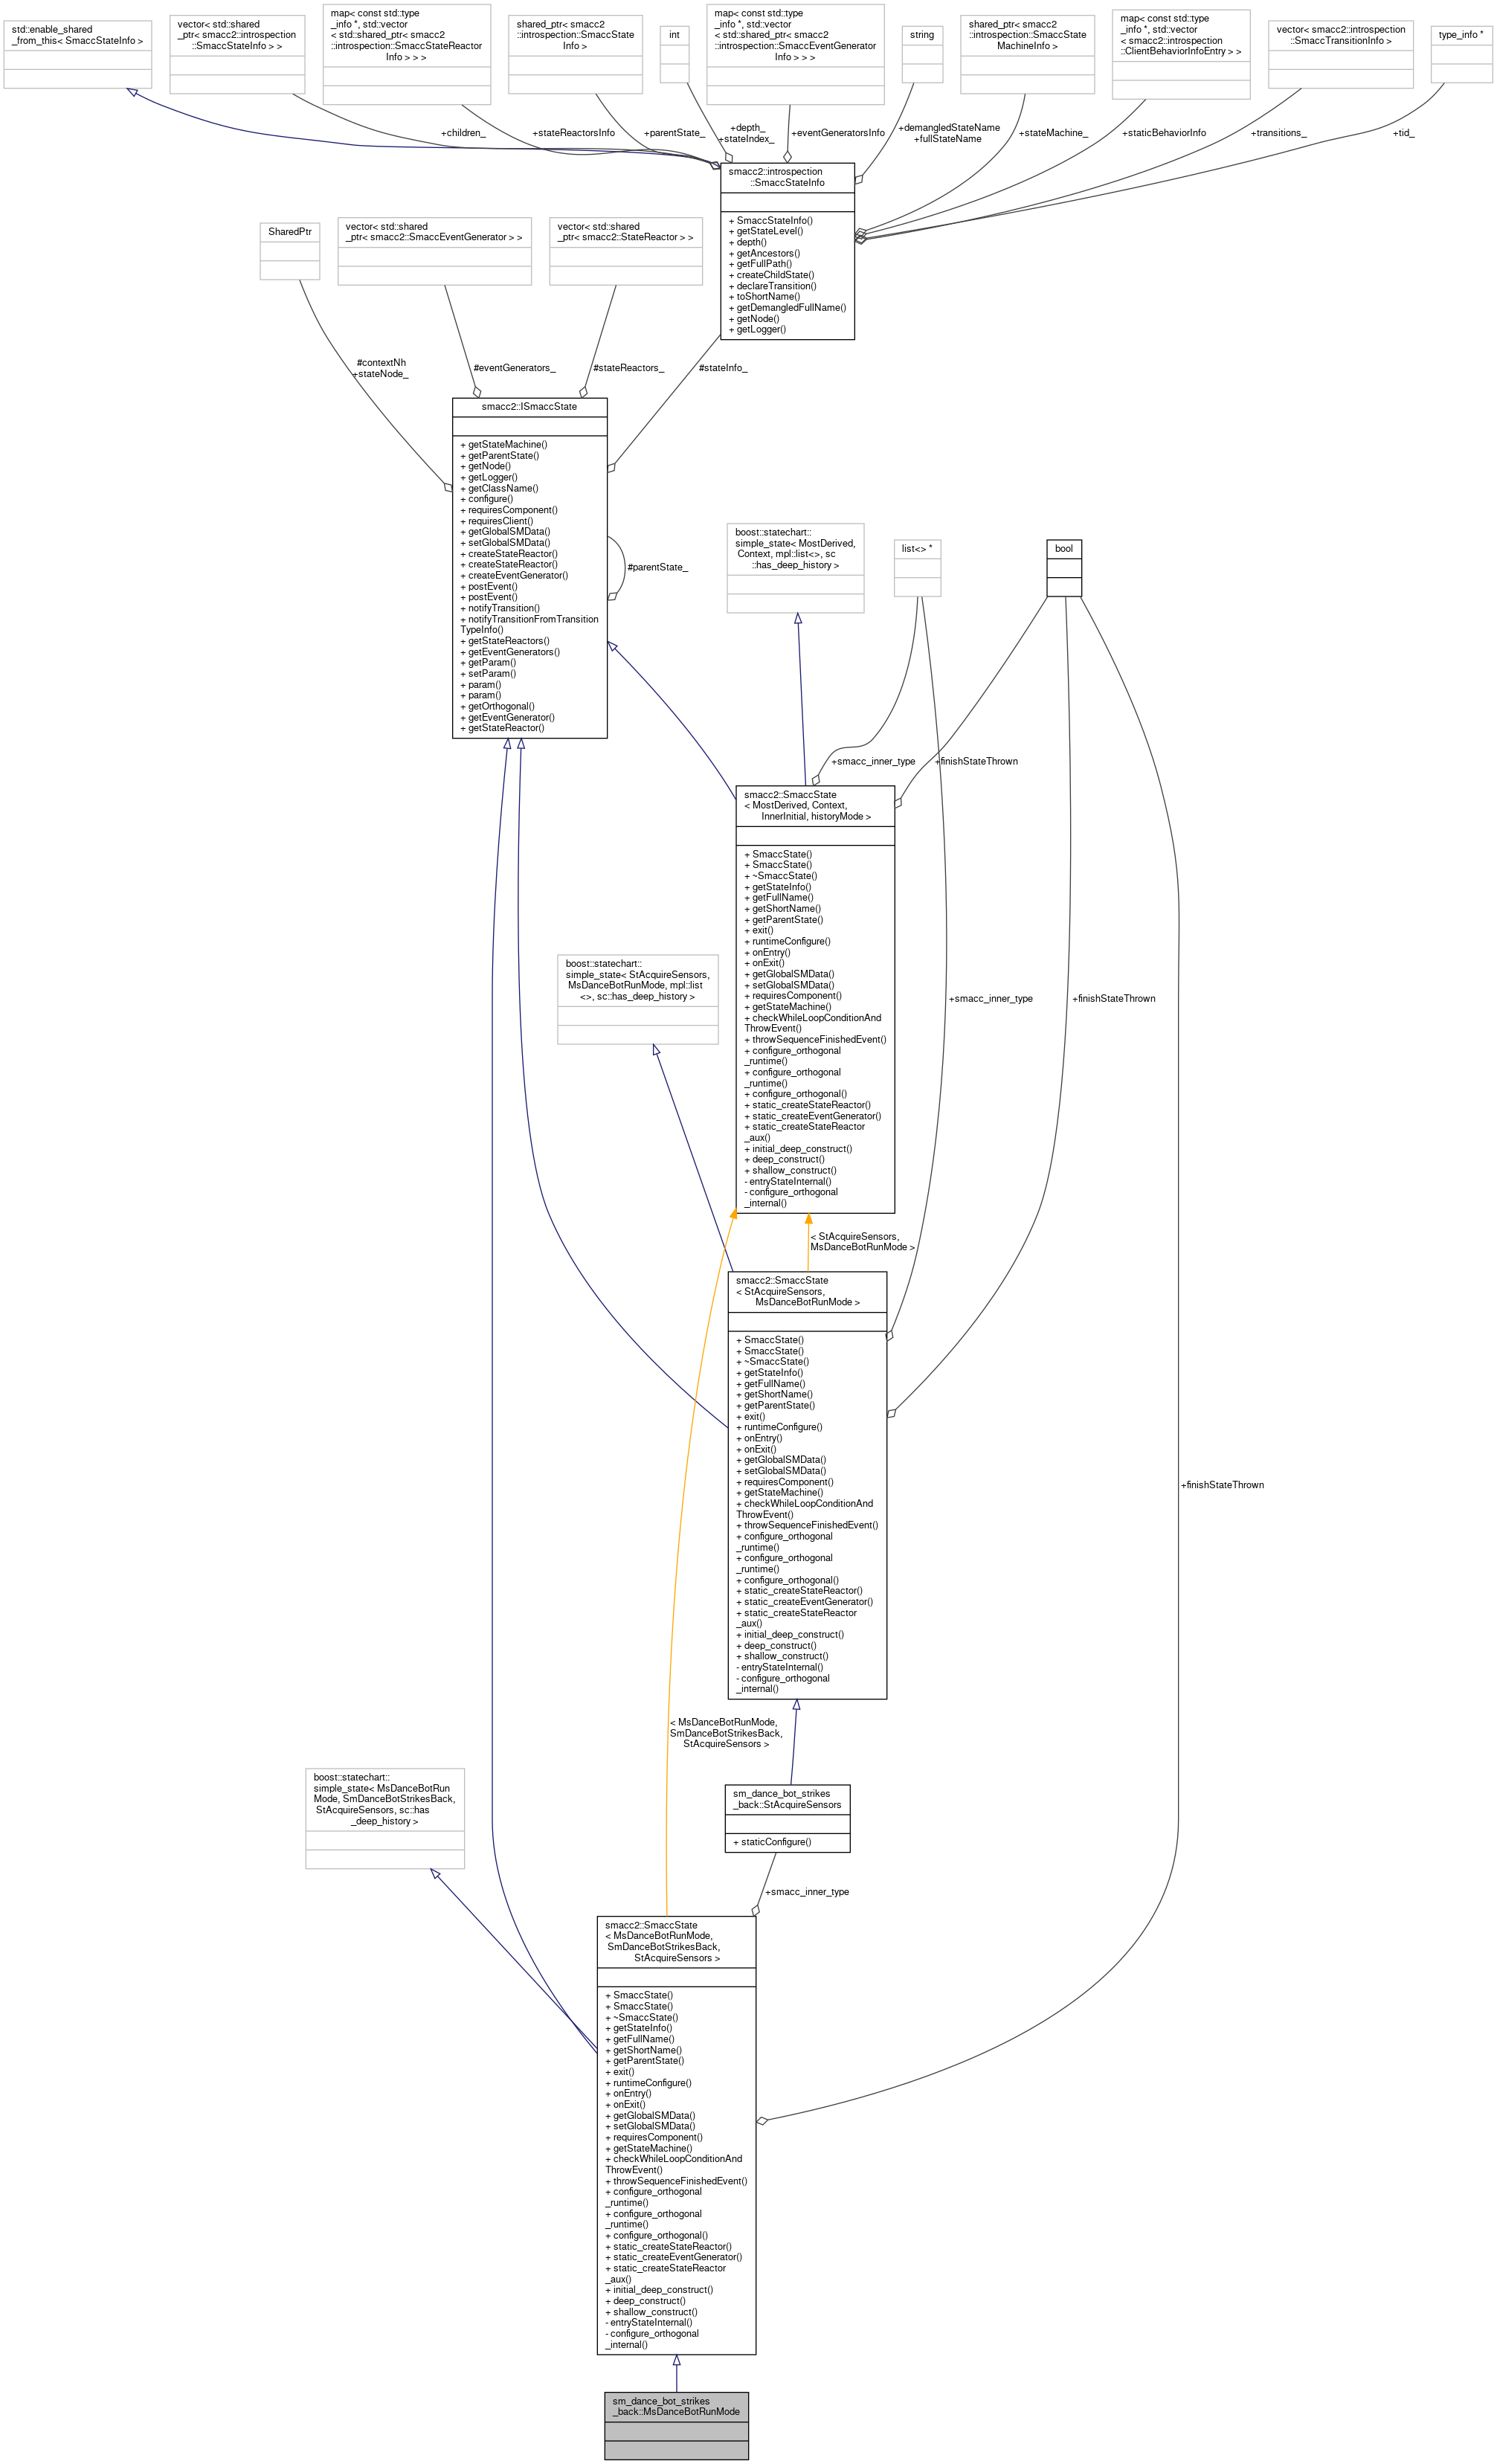 std::enable_shared
_from_this< SmaccStateInfo >
vector< std::shared
_ptr< smacc2::introspection
::SmaccStateInfo > >
map< const std::type
_info *, std::vector
< std::shared_ptr< smacc2
::introspection::SmaccStateReactor
Info > > >
shared_ptr< smacc2
::introspection::SmaccState
Info >
int
map< const std::type
_info *, std::vector
< std::shared_ptr< smacc2
::introspection::SmaccEventGenerator
Info > > >
string
shared_ptr< smacc2
::introspection::SmaccState
MachineInfo >
map< const std::type
_info *, std::vector
< smacc2::introspection
::ClientBehaviorInfoEntry > >
vector< smacc2::introspection
::SmaccTransitionInfo >
type_info *
+children_
+stateReactorsInfo
+parentState_
+depth_
+stateIndex_
+eventGeneratorsInfo
+demangledStateName
+fullStateName
+stateMachine_
+staticBehaviorInfo
+transitions_
+tid_
smacc2::introspection
::SmaccStateInfo
+ SmaccStateInfo()
+ getStateLevel()
+ depth()
+ getAncestors()
+ getFullPath()
+ createChildState()
+ declareTransition()
+ toShortName()
+ getDemangledFullName()
+ getNode()
+ getLogger()
SharedPtr
vector< std::shared
_ptr< smacc2::SmaccEventGenerator > >
vector< std::shared
_ptr< smacc2::StateReactor > >
#contextNh
+stateNode_
#eventGenerators_
#stateReactors_
#stateInfo_
smacc2::ISmaccState
+ getStateMachine()
+ getParentState()
+ getNode()
+ getLogger()
+ getClassName()
+ configure()
+ requiresComponent()
+ requiresClient()
+ getGlobalSMData()
+ setGlobalSMData()
+ createStateReactor()
+ createStateReactor()
+ createEventGenerator()
+ postEvent()
+ postEvent()
+ notifyTransition()
+ notifyTransitionFromTransition
TypeInfo()
+ getStateReactors()
+ getEventGenerators()
+ getParam()
+ setParam()
+ param()
+ param()
+ getOrthogonal()
+ getEventGenerator()
+ getStateReactor()
#parentState_
boost::statechart::
simple_state< MostDerived,
Context, mpl::list<>, sc
::has_deep_history >
list<> *
bool
+smacc_inner_type
+finishStateThrown
smacc2::SmaccState
< MostDerived, Context,
InnerInitial, historyMode >
+ SmaccState()
+ SmaccState()
+ ~SmaccState()
+ getStateInfo()
+ getFullName()
+ getShortName()
+ getParentState()
+ exit()
+ runtimeConfigure()
+ onEntry()
+ onExit()
+ getGlobalSMData()
+ setGlobalSMData()
+ requiresComponent()
+ getStateMachine()
+ checkWhileLoopConditionAnd
ThrowEvent()
+ throwSequenceFinishedEvent()
+ configure_orthogonal
_runtime()
+ configure_orthogonal
_runtime()
+ configure_orthogonal()
+ static_createStateReactor()
+ static_createEventGenerator()
+ static_createStateReactor
_aux()
+ initial_deep_construct()
+ deep_construct()
+ shallow_construct()
- entryStateInternal()
- configure_orthogonal
_internal()
boost::statechart::
simple_state< StAcquireSensors,
MsDanceBotRunMode, mpl::list
<>, sc::has_deep_history >
+smacc_inner_type
+finishStateThrown
< StAcquireSensors,
MsDanceBotRunMode >
smacc2::SmaccState
< StAcquireSensors,
MsDanceBotRunMode >
+ SmaccState()
+ SmaccState()
+ ~SmaccState()
+ getStateInfo()
+ getFullName()
+ getShortName()
+ getParentState()
+ exit()
+ runtimeConfigure()
+ onEntry()
+ onExit()
+ getGlobalSMData()
+ setGlobalSMData()
+ requiresComponent()
+ getStateMachine()
+ checkWhileLoopConditionAnd
ThrowEvent()
+ throwSequenceFinishedEvent()
+ configure_orthogonal
_runtime()
+ configure_orthogonal
_runtime()
+ configure_orthogonal()
+ static_createStateReactor()
+ static_createEventGenerator()
+ static_createStateReactor
_aux()
+ initial_deep_construct()
+ deep_construct()
+ shallow_construct()
- entryStateInternal()
- configure_orthogonal
_internal()
+finishStateThrown
< MsDanceBotRunMode,
SmDanceBotStrikesBack,
StAcquireSensors >
boost::statechart::
simple_state< MsDanceBotRun
Mode, SmDanceBotStrikesBack,
StAcquireSensors, sc::has
_deep_history >
sm_dance_bot_strikes
_back::StAcquireSensors
+ staticConfigure()
+smacc_inner_type
smacc2::SmaccState
< MsDanceBotRunMode,
SmDanceBotStrikesBack,
StAcquireSensors >
+ SmaccState()
+ SmaccState()
+ ~SmaccState()
+ getStateInfo()
+ getFullName()
+ getShortName()
+ getParentState()
+ exit()
+ runtimeConfigure()
+ onEntry()
+ onExit()
+ getGlobalSMData()
+ setGlobalSMData()
+ requiresComponent()
+ getStateMachine()
+ checkWhileLoopConditionAnd
ThrowEvent()
+ throwSequenceFinishedEvent()
+ configure_orthogonal
_runtime()
+ configure_orthogonal
_runtime()
+ configure_orthogonal()
+ static_createStateReactor()
+ static_createEventGenerator()
+ static_createStateReactor
_aux()
+ initial_deep_construct()
+ deep_construct()
+ shallow_construct()
- entryStateInternal()
- configure_orthogonal
_internal()
sm_dance_bot_strikes
_back::MsDanceBotRunMode